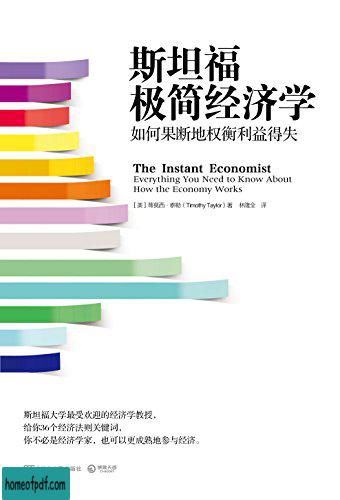 斯坦福
极简经济学
如何果断地权衡利益得失
The Instant Economist
Everything You Need to Know About
How the Economy Works
[美] 蒂莫西·泰勒 (Timothy Taylor) 著 林隆全 译
斯坦福大学最受欢迎的经济学教授，
给你36个经济法则关键词，
你不必是经济学家，也可以更成熟地参与经济。
博集天卷
homeofpdf.com